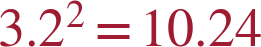 3.2² = 10.24